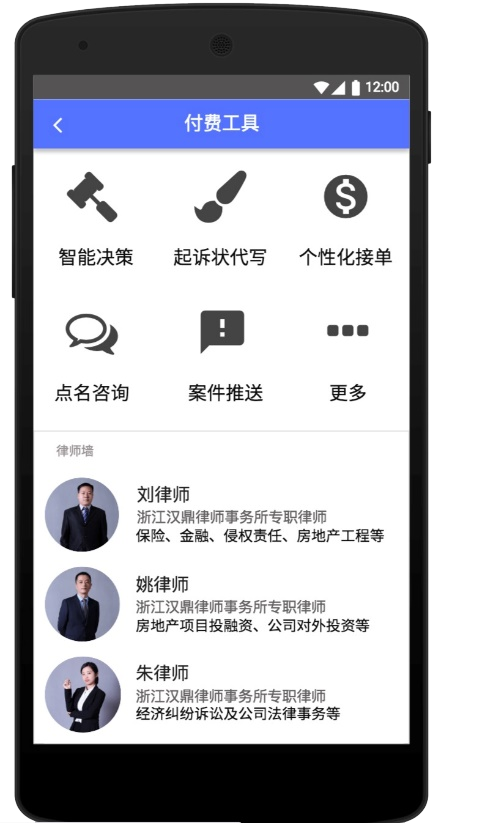 12:00
付费工具
智能决策 起诉状代写 个性化接单
点名咨询 案件推送 更多
律师墙
刘律师
浙江汉鼎律师事务所专职律师
保险、金融、侵权责任、房地产工程等
姚律师
浙江汉鼎律师事务所专职律师
房地产项目投融资、公司对外投资等
朱律师
浙江汉鼎律师事务所专职律师
经济纠纷诉讼及公司法律事务等